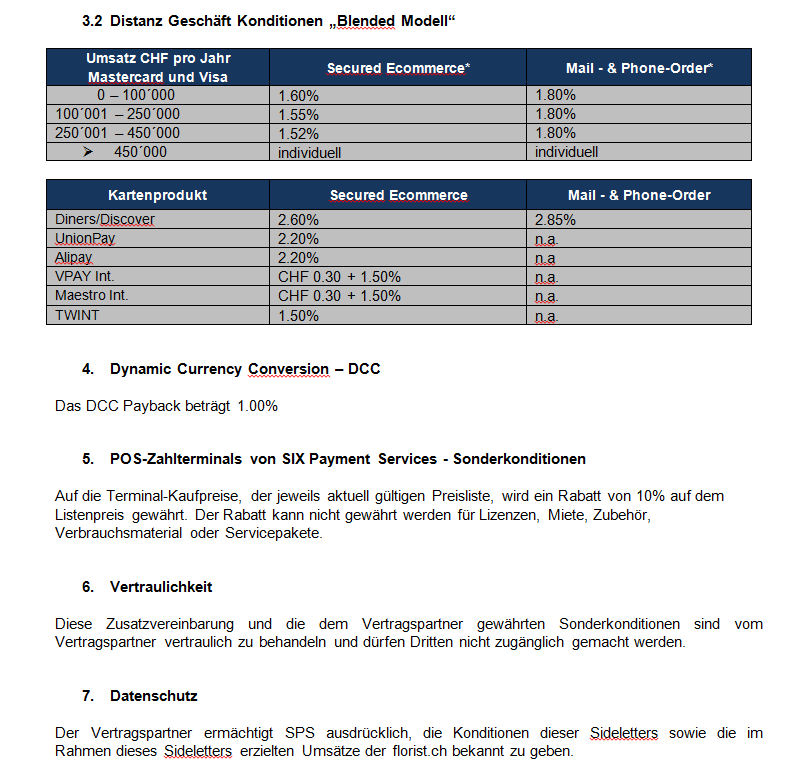 3.2 Distanz Geschäft Konditionen „Blended Modell“
Umsatz CHF pro Jahr
Mastercard und Visa
Secured Ecommerce*
Mail - & Phone-Order*
0 – 100´000 1.60% 1.80%
100´001 – 250´000 1.55% 1.80%
250´001 – 450´000 1.52% 1.80%
➢ 450´000 individuell individuell
Kartenprodukt Secured Ecommerce Mail - & Phone-Order
Diners/Discover 2.60% 2.85%
UnionPay 2.20% n.a.
Alipay 2.20% n.a
VPAY Int. CHF 0.30 + 1.50% n.a.
Maestro Int. CHF 0.30 + 1.50% n.a.
TWINT 1.50% n.a.
4. Dynamic Currency Conversion – DCC
Das DCC Payback beträgt 1.00%
5. POS-Zahlterminals von SIX Payment Services - Sonderkonditionen
Auf die Terminal-Kaufpreise, der jeweils aktuell gültigen Preisliste, wird ein Rabatt von 10% auf dem
Listenpreis gewährt. Der Rabatt kann nicht gewährt werden für Lizenzen, Miete, Zubehör,
Verbrauchsmaterial oder Servicepakete.
6. Vertraulichkeit
Diese Zusatzvereinbarung und die dem Vertragspartner gewährten Sonderkonditionen sind vom
Vertragspartner vertraulich zu behandeln und dürfen Dritten nicht zugänglich gemacht werden.
7. Datenschutz
Der Vertragspartner ermächtigt SPS ausdrücklich, die Konditionen dieser Sideletters sowie die im
Rahmen dieses Sideletters erzielten Umsätze der florist.ch bekannt zu geben.